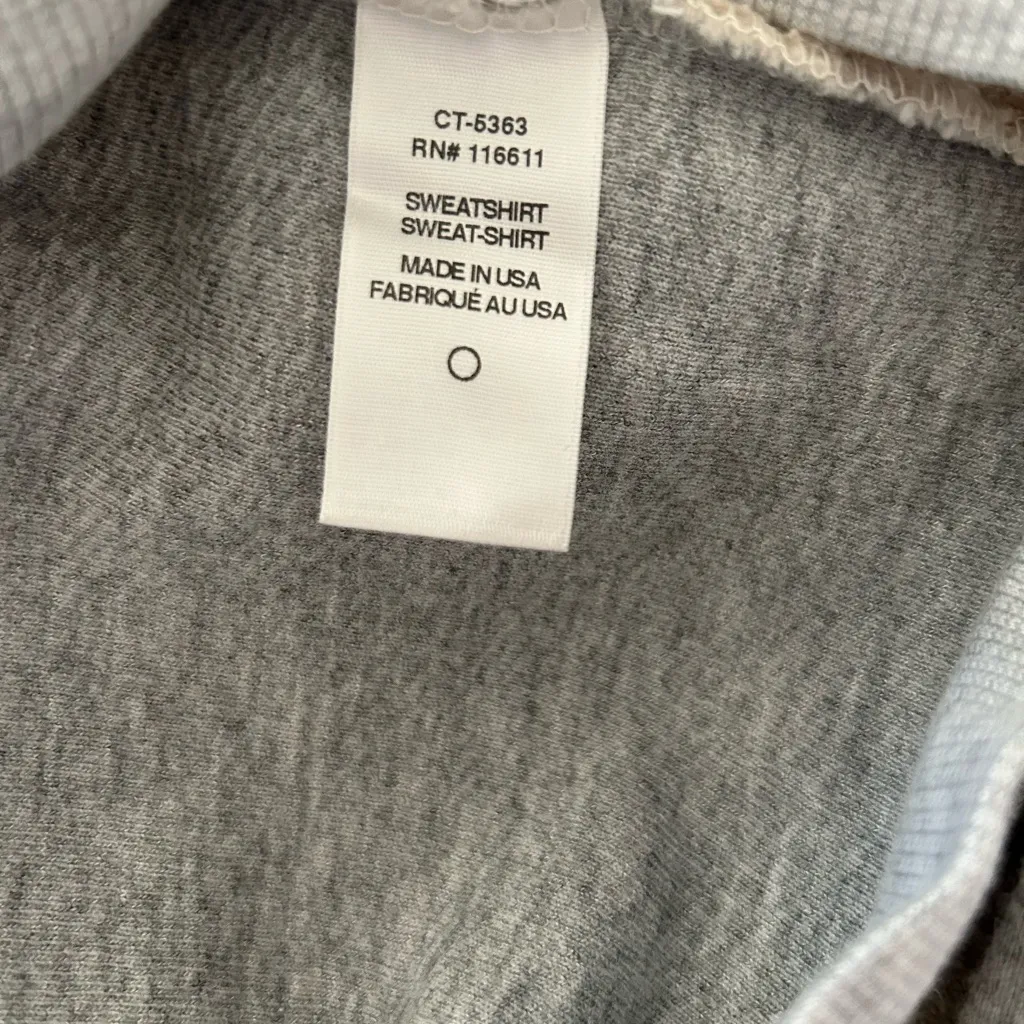 CT-5363
RN# 116611
SWEATSHIRT
SWEAT-SHIRT
MADE IN USA
FABRIQUÉ AU USA